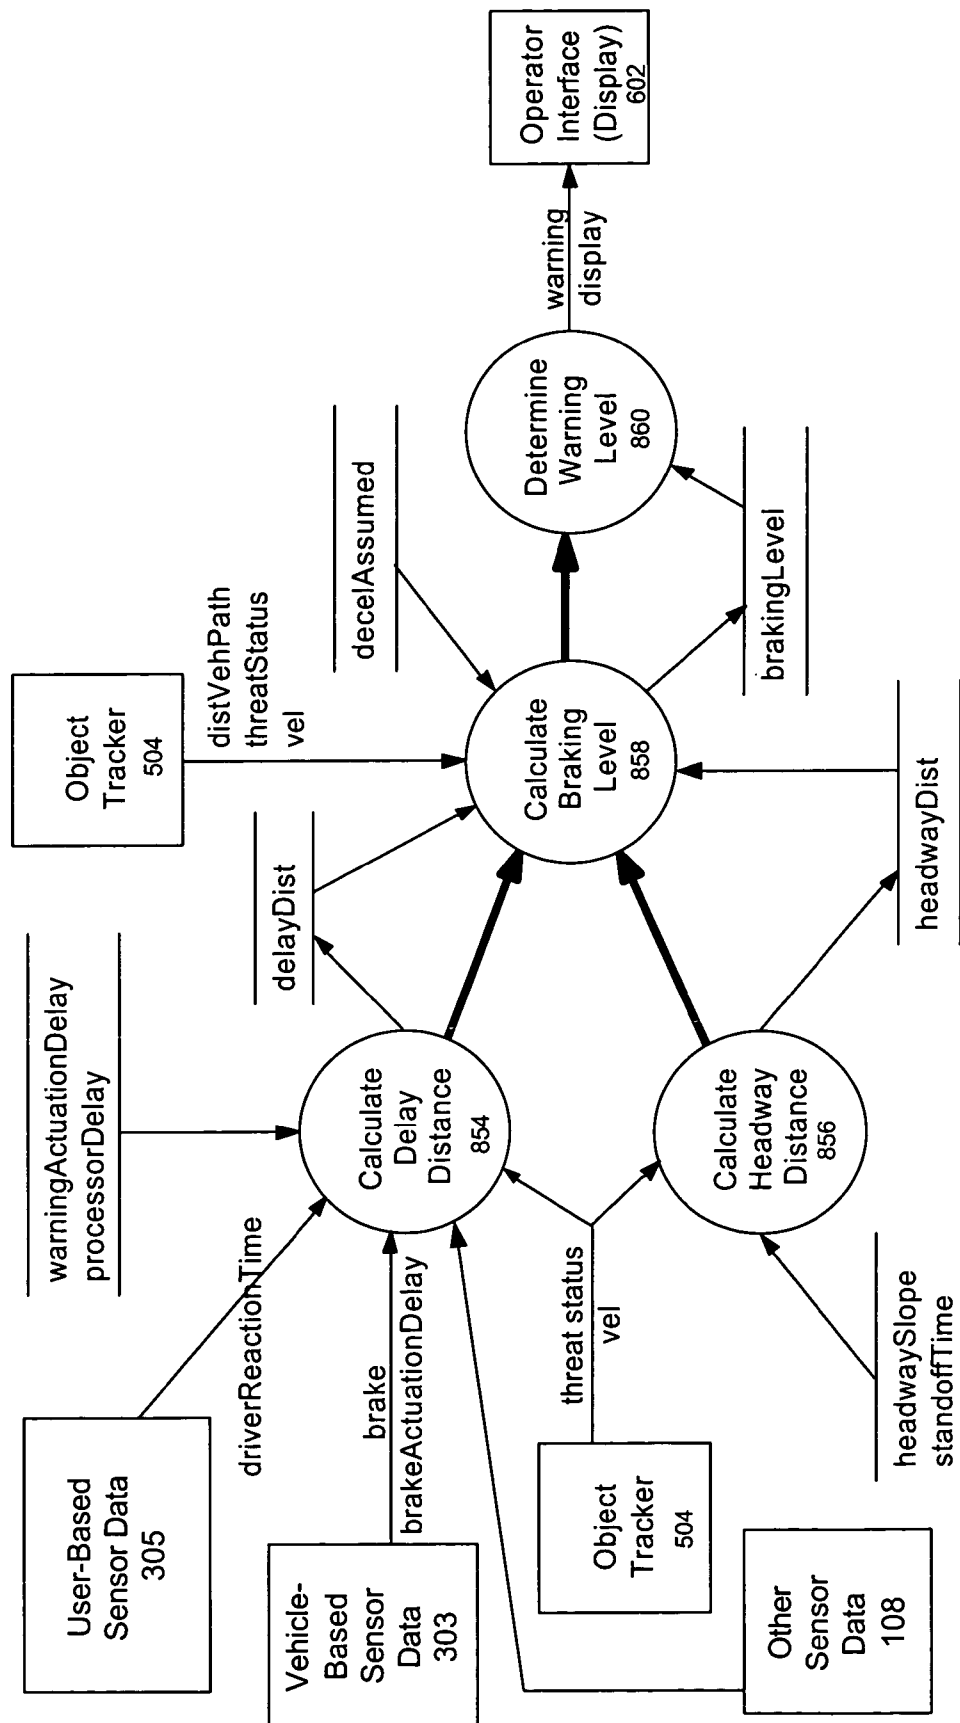 User-Based
Sensor Data
305
Vehicle-
Based
Sensor
Data
303
Object
Tracker
504
Other
Sensor
Data
108
driverReactionTime
brake
brakeActuationDelay
threat status
vel
headwaySlope
standoffTime
warningActuationDelay
processorDelay
Calculate
Delay
Distance
854
Calculate
Headway
Distance
856
delayDist
headwayDist
Object
Tracker
504
distVehPath
threatStatus
vel
decelAssumed
Calculate
Braking
Level
858
brakingLevel
Determine
Warning
Level
860
warning
display
Operator
Interface
(Display)
602